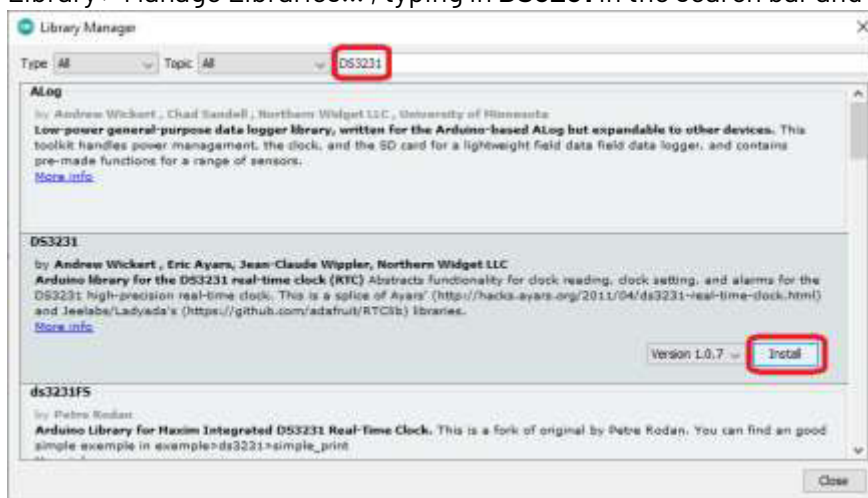 Library > Manage Libraries..., typing in DS3231 in the search bar and
Library Manager
Type All Topic All DS3231
ALog
by Andrew Wickert , Chad Sandell , Northern Widget LLC , University of Minnesota
Low-power general-purpose data logger library, written for the Arduino-based ALog but expandable to other devices. This
toolkit handles power management, the clock, and the SD card for a lightweight field data field data logger, and contains
pre-made functions for a range of sensors.
More info
DS3231
by Andrew Wickert , Eric Ayars, Jean-Claude Wippler, Northern Widget LLC
Arduino library for the DS3231 real-time clock (RTC) Abstracts functionality for clock reading, clock setting, and alarms for the
DS3231 high-precision real-time clock. This is a splice of Ayars' (http://hacks.ayars.org/2011/04/ds3231-real-time-clock.html)
and Jeelabs/Ladyada's (https://github.com/adafruit/RTClib) libraries.
More info
Version 1.0.7 Install
ds3231FS
by Petre Rodan
Arduino Library for Maxim Integrated DS3231 Real-Time Clock. This is a fork of original by Petre Rodan. You can find an good
simple exemple in example>ds3231>simple_print
Close